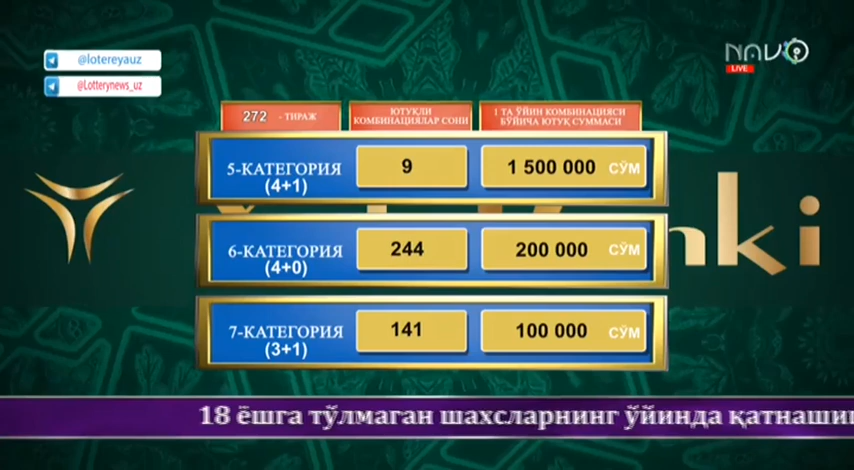 @lotereyauz
@Lotterynews_uz
NAVO
LIVE
272 - ТИРАЖ
ЮТУҚЛИ
КОМБИНАЦИЯЛАР СОНИ
1 ТА ЎЙИН КОМБИНАЦИЯСИ
БЎЙИЧА ЮТУҚ СУММАСИ
5-КАТЕГОРИЯ
(4+1)
9
1 500 000 СЎМ
6-КАТЕГОРИЯ
(4+0)
244
200 000 СЎМ
7-КАТЕГОРИЯ
(3+1)
141
100 000 СЎМ
nki
18 ёшга тўлмаган шахсларнинг ўйинда қатнаши